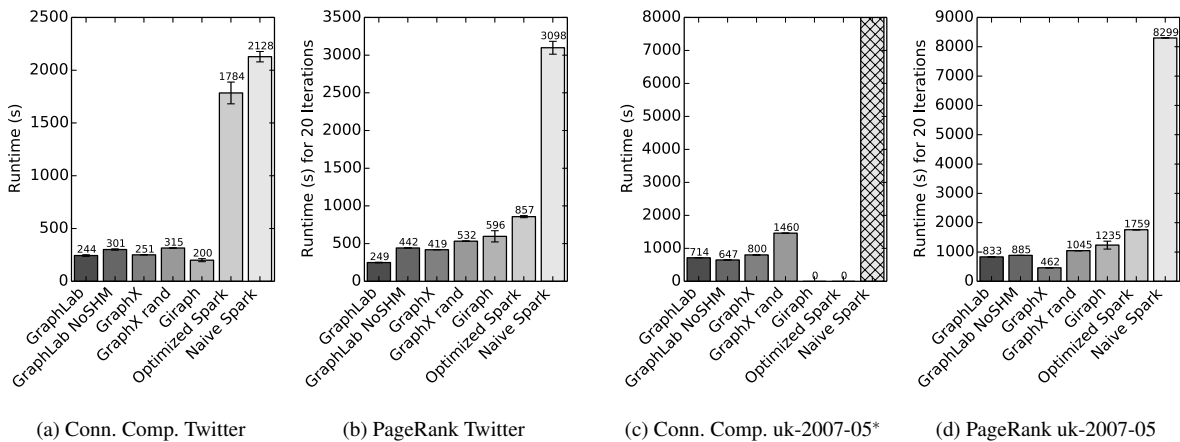 2500
2000
1500
1000
500
0
Runtime (s)
244
301
251
315
200
1784
2128
GraphLab
GraphLab NoSHM
GraphX
GraphX rand
Giraph
Optimized Spark
Naive Spark
(a) Conn. Comp. Twitter
3500
3000
2500
2000
1500
1000
500
0
Runtime (s) for 20 Iterations
249
442
419
532
596
857
3098
GraphLab
GraphLab NoSHM
GraphX
GraphX rand
Giraph
Optimized Spark
Naive Spark
(b) PageRank Twitter
8000
7000
6000
5000
4000
3000
2000
1000
0
Runtime (s)
714
647
800
1460
0
0
GraphLab
GraphLab NoSHM
GraphX
GraphX rand
Giraph
Optimized Spark
Naive Spark
(c) Conn. Comp. uk-2007-05*
9000
8000
7000
6000
5000
4000
3000
2000
1000
0
Runtime (s) for 20 Iterations
833
885
462
1045
1235
1759
8299
GraphLab
GraphLab NoSHM
GraphX
GraphX rand
Giraph
Optimized Spark
Naive Spark
(d) PageRank uk-2007-05